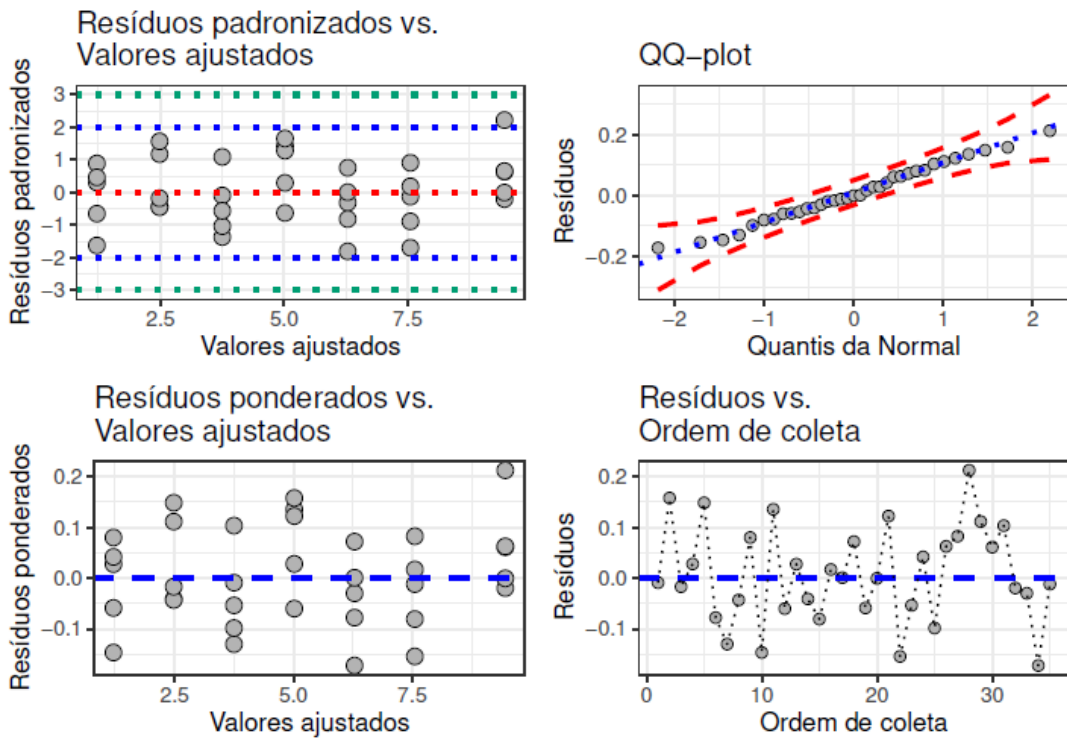 Resíduos padronizados vs.
Valores ajustados
Resíduos padronizados
3
2
1
0
−1
−2
−3
2.5
5.0
7.5
Valores ajustados
QQ−plot
Resíduos
0.2
0.0
−0.2
−2
−1
0
1
2
Quantis da Normal
Resíduos ponderados vs.
Valores ajustados
Resíduos ponderados
0.2
0.1
0.0
−0.1
2.5
5.0
7.5
Valores ajustados
Resíduos vs.
Ordem de coleta
Resíduos
0.2
0.1
0.0
−0.1
0
10
20
30
Ordem de coleta